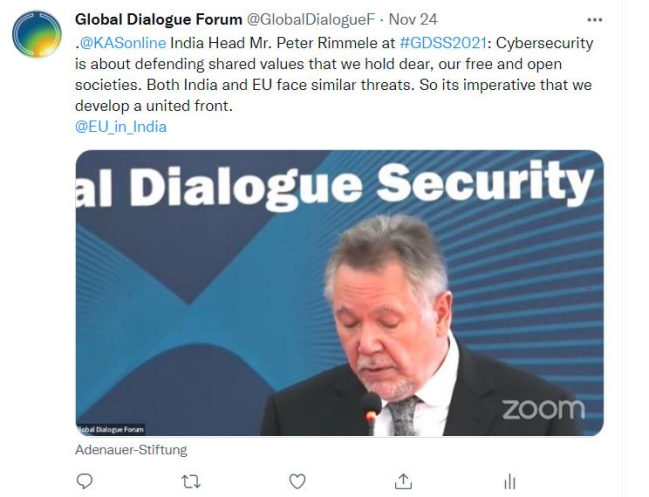 Global Dialogue Forum @GlobalDialogueF · Nov 24
.@KASonline India Head Mr. Peter Rimmele at #GDSS2021: Cybersecurity
is about defending shared values that we hold dear, our free and open
societies. Both India and EU face similar threats. So its imperative that we
develop a united front.
@EU_in_India
al Dialogue Security
zoom
lobal Dialogue Forum
Adenauer-Stiftung